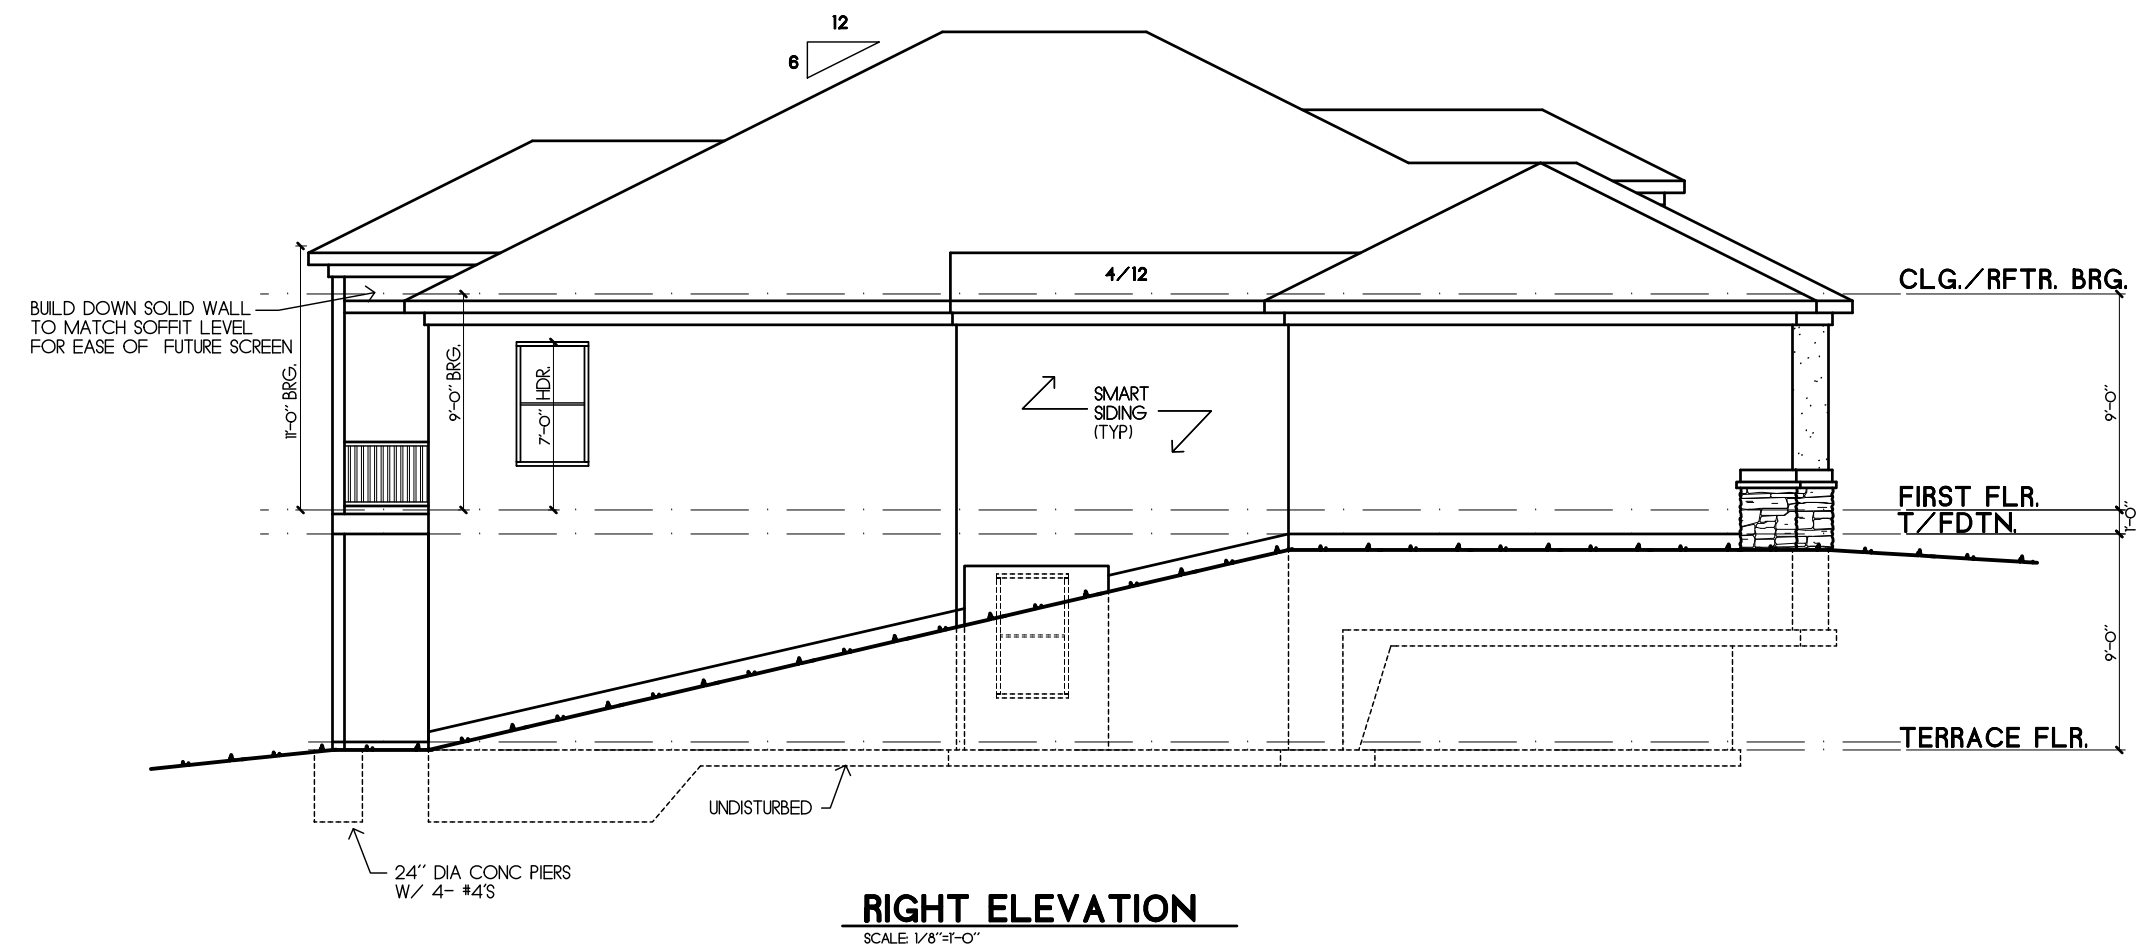 12
6
4/12
CLG./RFTR. BRG.
BUILD DOWN SOLID WALL
TO MATCH SOFFIT LEVEL
FOR EASE OF FUTURE SCREEN
11'-0" BRG.
9'-0" BRG.
7'-0" HDR.
SMART
SIDING
(TYP)
9'-0"
FIRST FLR.
T/FDTN.
1'-0"
9'-0"
TERRACE FLR.
UNDISTURBED
24" DIA CONC PIERS
W/ 4- #4'S
RIGHT ELEVATION
SCALE: 1/8"=1'-0"